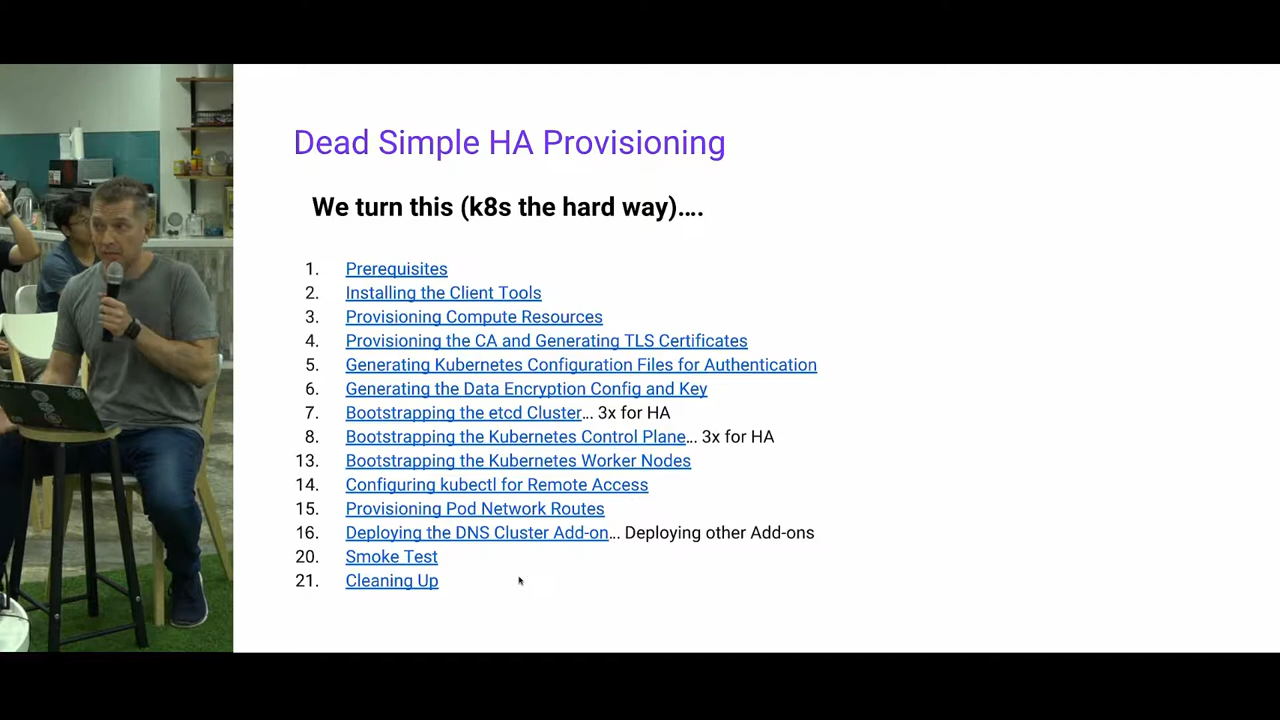 Dead Simple HA Provisioning
We turn this (k8s the hard way)....
1. Prerequisites
2. Installing the Client Tools
3. Provisioning Compute Resources
4. Provisioning the CA and Generating TLS Certificates
5. Generating Kubernetes Configuration Files for Authentication
6. Generating the Data Encryption Config and Key
7. Bootstrapping the etcd Cluster... 3x for HA
8. Bootstrapping the Kubernetes Control Plane... 3x for HA
13. Bootstrapping the Kubernetes Worker Nodes
14. Configuring kubectl for Remote Access
15. Provisioning Pod Network Routes
16. Deploying the DNS Cluster Add-on... Deploying other Add-ons
20. Smoke Test
21. Cleaning Up